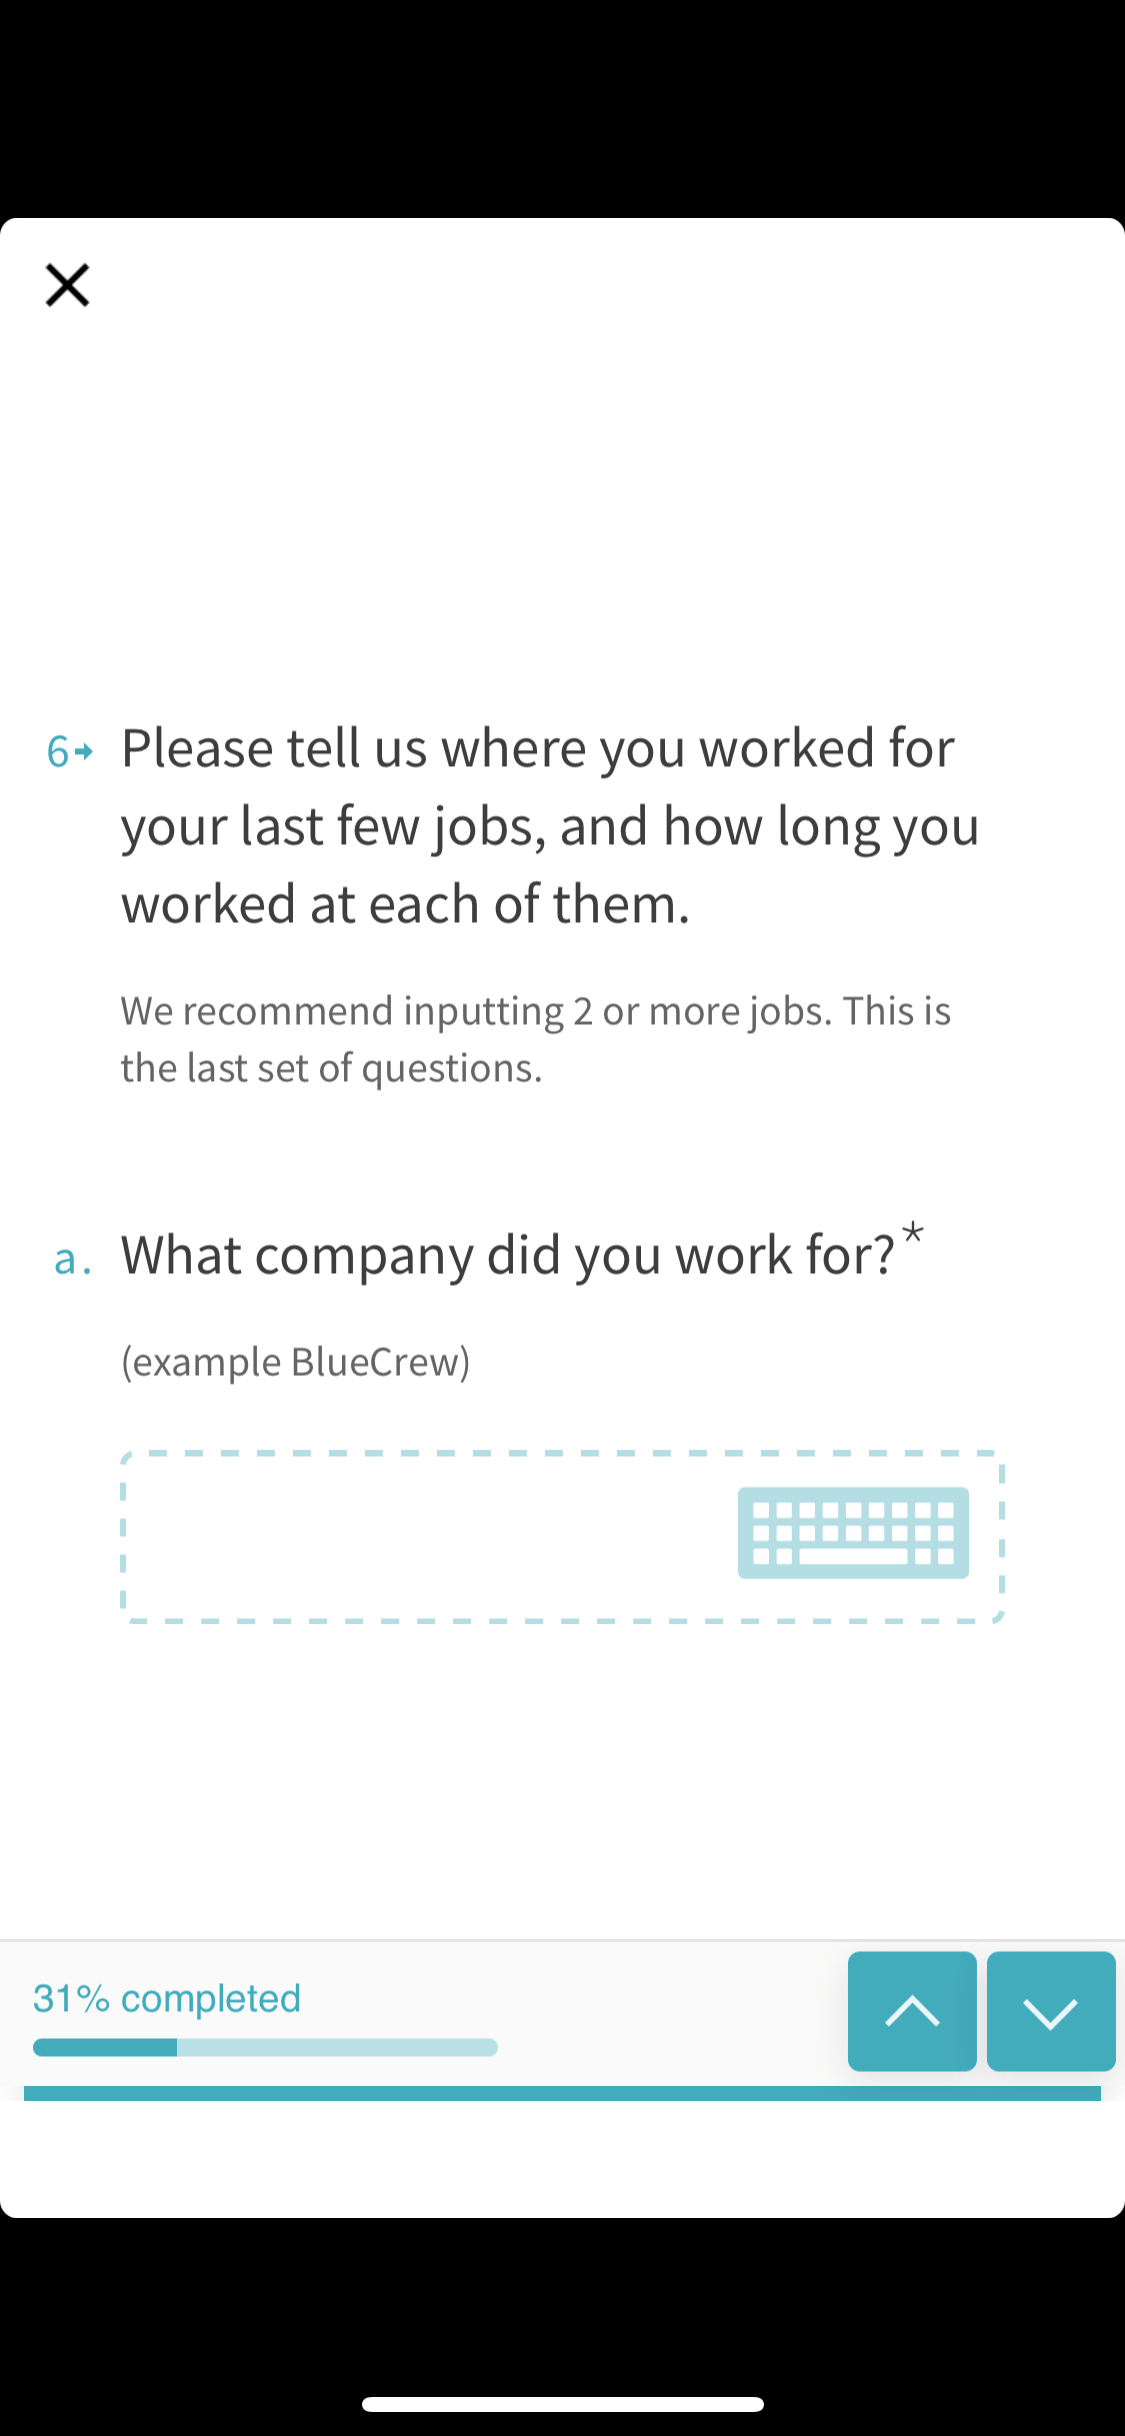 6 Please tell us where you worked for
your last few jobs, and how long you
worked at each of them.
We recommend inputting 2 or more jobs. This is
the last set of questions.
a. What company did you work for?*
(example BlueCrew)
31% completed